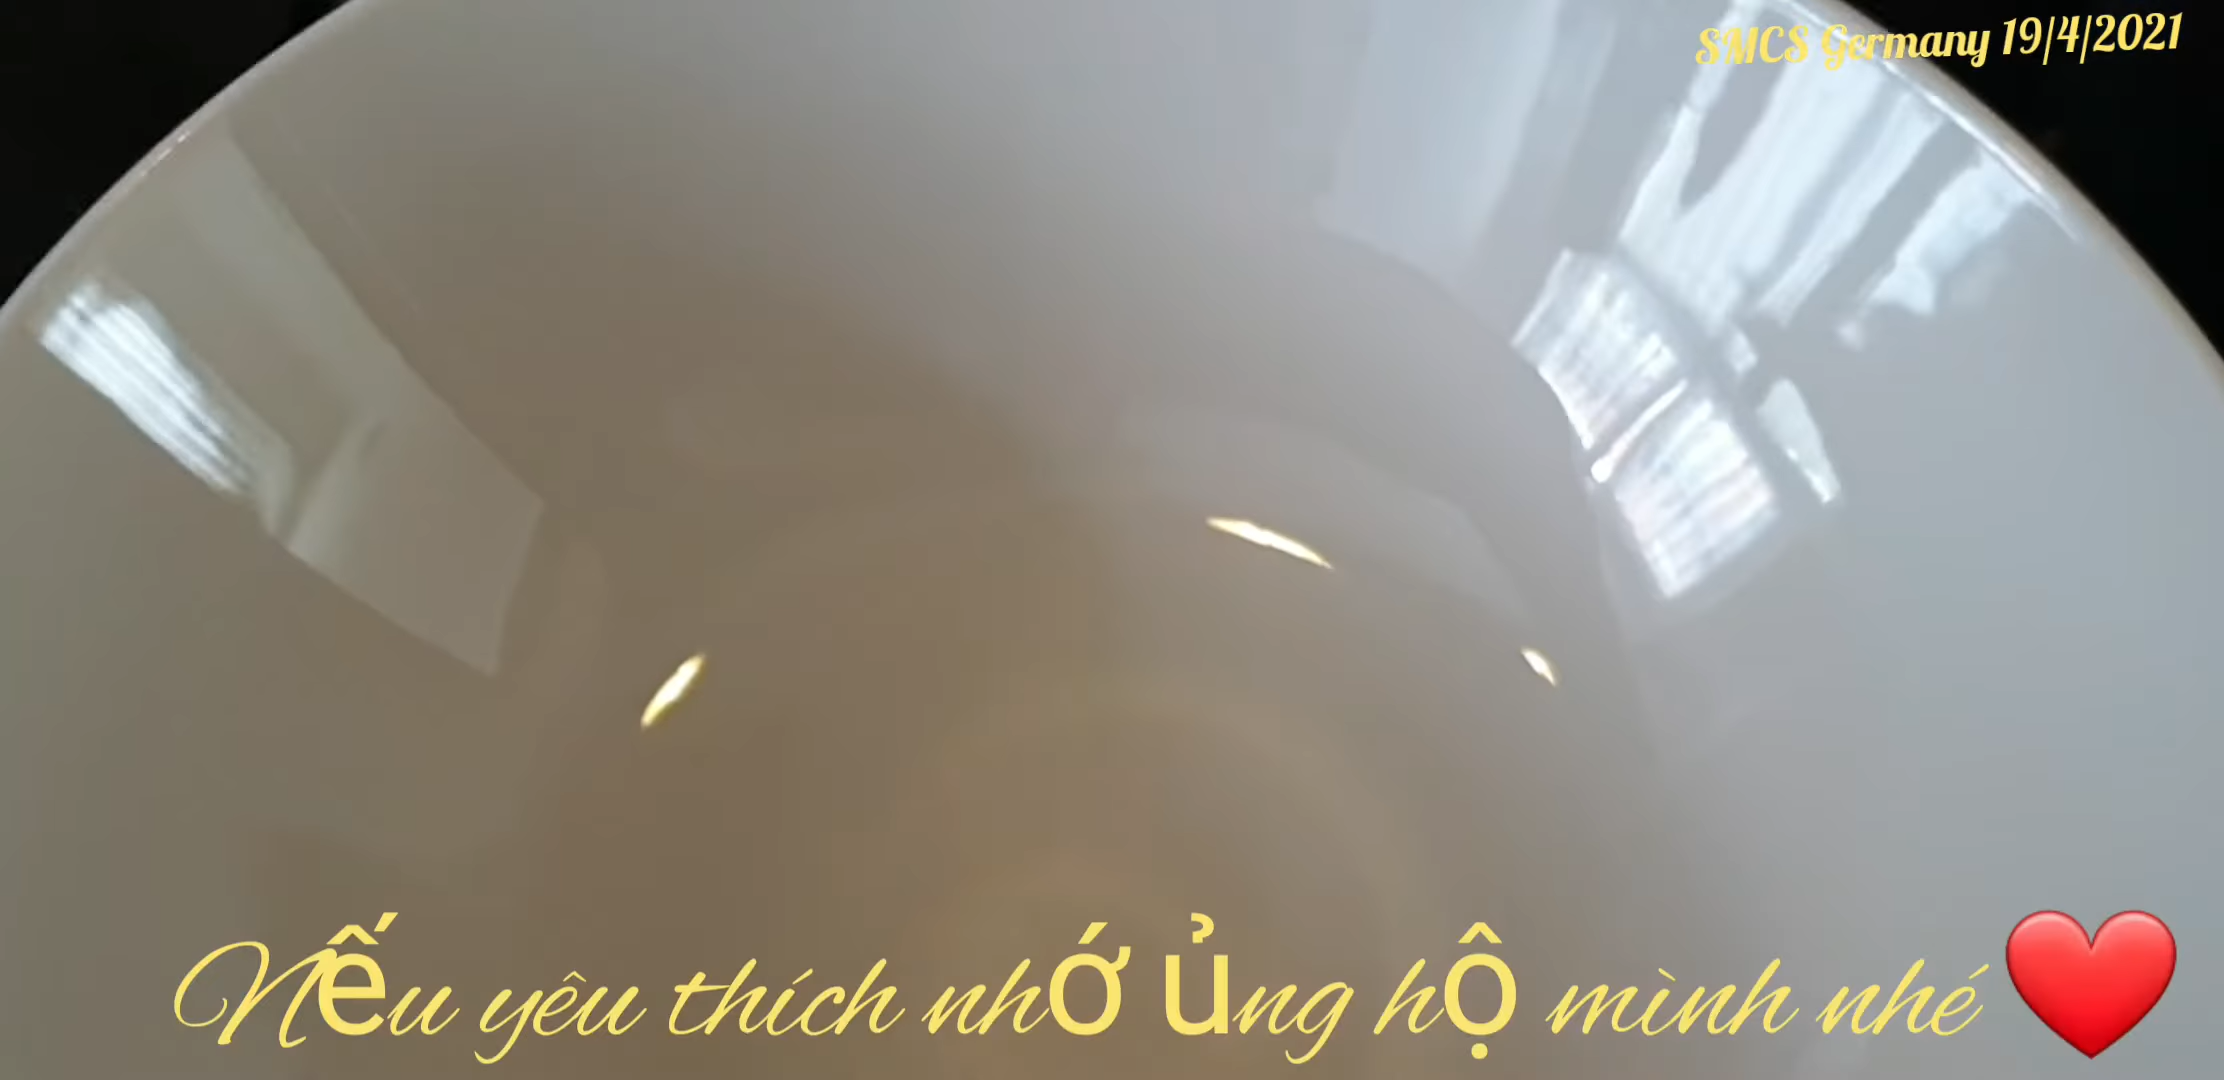 SMCS Germany 19/4/2021
Nếu yêu thích nhớ ủng hộ mình nhé ❤️